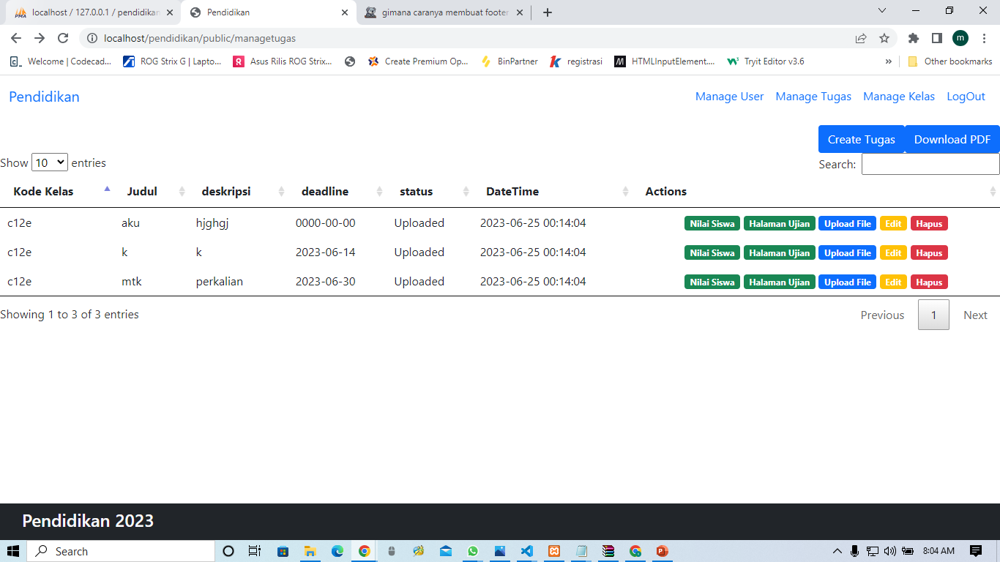 localhost / 127.0.0.1 / pendidikan
Pendidikan
gimana caranya membuat footer
localhost/pendidikan/public/managetugas
m
Welcome | Codecad...
ROG Strix G | Lapto...
Asus Rilis ROG Strix...
Create Premium Op...
BinPartner
registrasi
HTMLInputElement....
Tryit Editor v3.6
»
Other bookmarks
Pendidikan
Manage User Manage Tugas Manage Kelas LogOut
Create Tugas Download PDF
Show 10 entries
Search:
Kode Kelas Judul deskripsi deadline status DateTime Actions
c12e aku hjghgj 0000-00-00 Uploaded 2023-06-25 00:14:04 Nilai Siswa Halaman Ujian Upload File Edit Hapus
c12e k k 2023-06-14 Uploaded 2023-06-25 00:14:04 Nilai Siswa Halaman Ujian Upload File Edit Hapus
c12e mtk perkalian 2023-06-30 Uploaded 2023-06-25 00:14:04 Nilai Siswa Halaman Ujian Upload File Edit Hapus
Showing 1 to 3 of 3 entries
Previous 1 Next
Pendidikan 2023
Search
8:04 AM